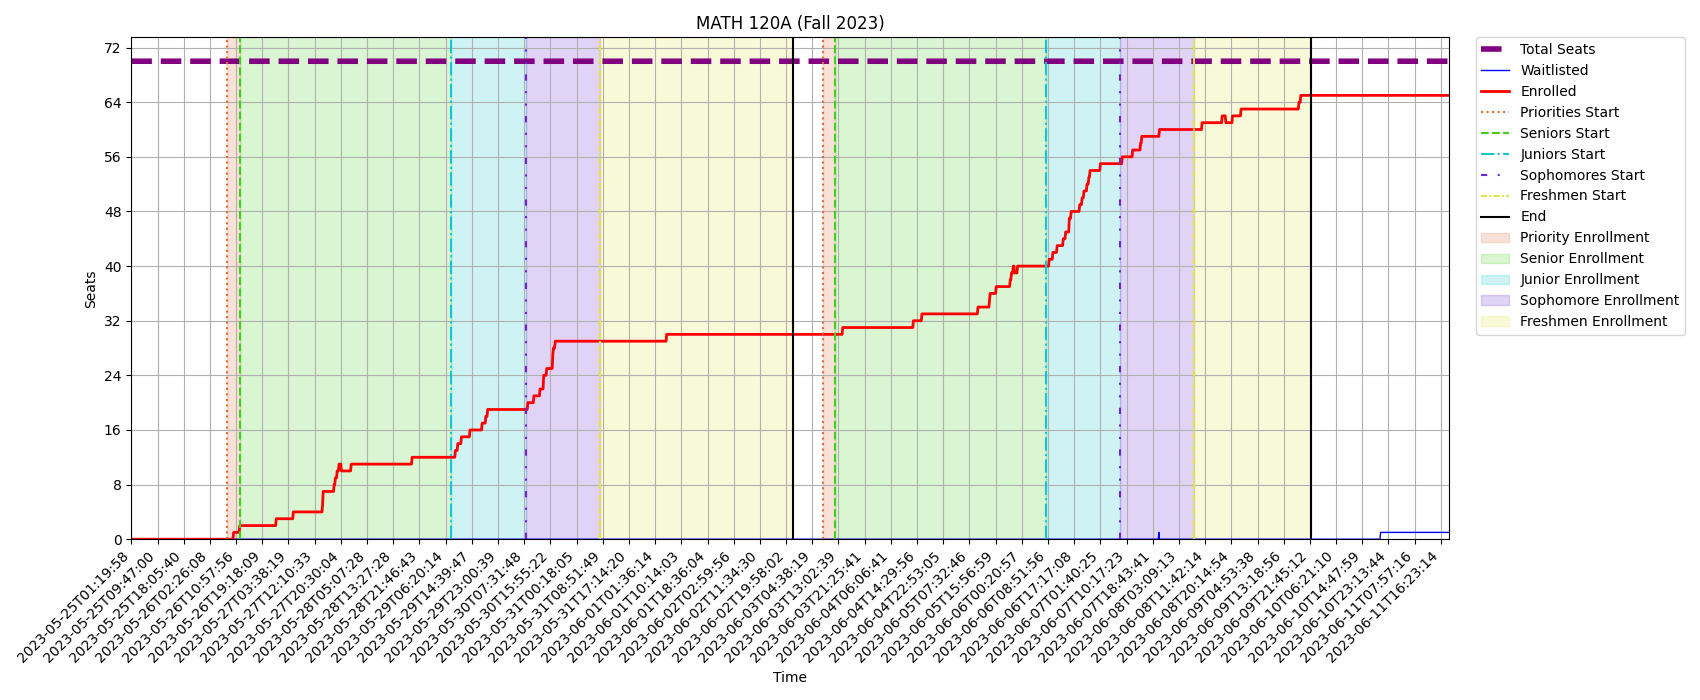 MATH 120A (Fall 2023)
Seats
72
64
56
48
40
32
24
16
8
0
2023-05-25T01:19:58
2023-05-25T09:47:00
2023-05-25T18:05:40
2023-05-26T02:26:08
2023-05-26T10:57:56
2023-05-26T19:18:09
2023-05-27T03:38:19
2023-05-27T12:10:33
2023-05-27T20:30:04
2023-05-28T05:07:28
2023-05-28T13:27:28
2023-05-28T21:46:43
2023-05-29T06:20:14
2023-05-29T14:39:47
2023-05-29T23:00:39
2023-05-30T07:31:48
2023-05-30T15:55:22
2023-05-31T00:18:05
2023-05-31T08:51:49
2023-05-31T17:14:20
2023-06-01T01:36:14
2023-06-01T10:14:03
2023-06-01T18:36:04
2023-06-02T02:59:56
2023-06-02T11:34:30
2023-06-02T19:58:02
2023-06-03T04:38:19
2023-06-03T13:02:39
2023-06-03T21:25:41
2023-06-04T06:06:41
2023-06-04T14:29:56
2023-06-04T22:53:05
2023-06-05T07:32:46
2023-06-05T15:56:59
2023-06-06T00:20:57
2023-06-06T08:51:56
2023-06-06T17:17:08
2023-06-07T01:40:25
2023-06-07T10:17:23
2023-06-07T18:43:41
2023-06-08T03:09:13
2023-06-08T11:42:14
2023-06-08T20:14:54
2023-06-09T04:53:38
2023-06-09T13:18:56
2023-06-09T21:45:12
2023-06-10T06:21:10
2023-06-10T14:47:59
2023-06-10T23:13:44
2023-06-11T07:57:16
2023-06-11T16:23:14
Time
Total Seats
Waitlisted
Enrolled
Priorities Start
Seniors Start
Juniors Start
Sophomores Start
Freshmen Start
End
Priority Enrollment
Senior Enrollment
Junior Enrollment
Sophomore Enrollment
Freshmen Enrollment